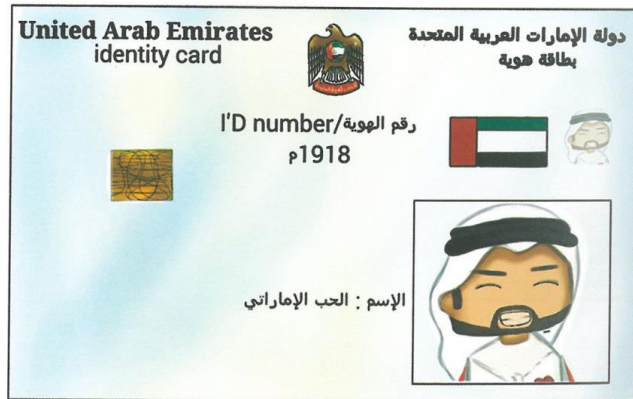 United Arab Emirates
identity card
دولة الإمارات العربية المتحدة
بطاقة هوية
رقم الهوية/I'D number
1918م
الإسم : الحب الإماراتي